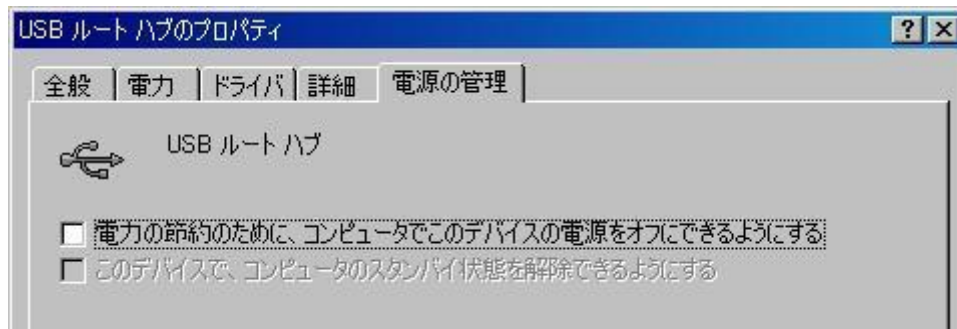 USB ルート ハブのプロパティ
全般 電力 ドライバ 詳細 電源の管理
USB ルート ハブ
電力の節約のために、コンピュータでこのデバイスの電源をオフにできるようにする
このデバイスで、コンピュータのスタンバイ状態を解除できるようにする